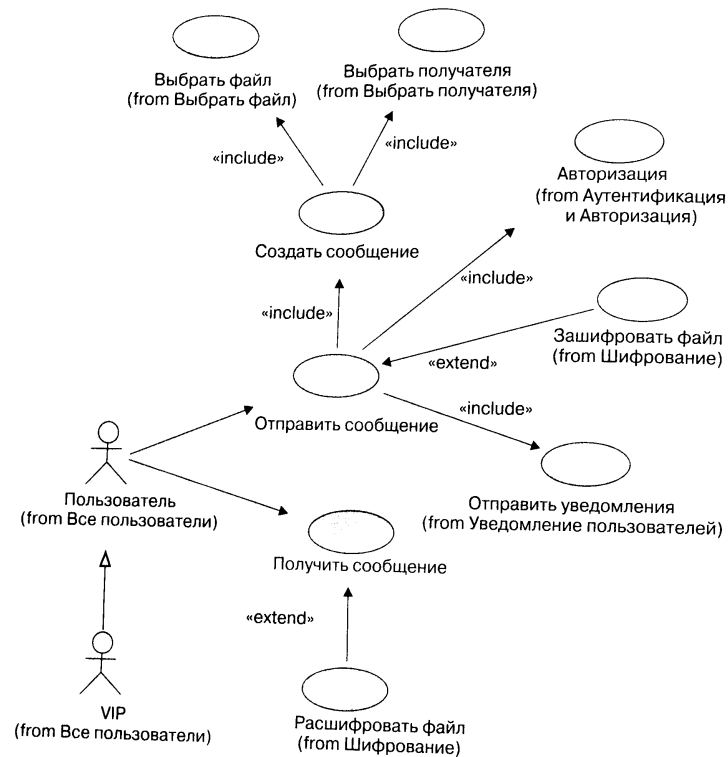 Выбрать файл
(from Выбрать файл)
Выбрать получателя
(from Выбрать получателя)
«include»
«include»
Авторизация
(from Аутентификация
и Авторизация)
Создать сообщение
«include»
«include»
Зашифровать файл
(from Шифрование)
«extend»
Отправить сообщение
«include»
Пользователь
(from Все пользователи)
Отправить уведомления
(from Уведомление пользователей)
Получить сообщение
«extend»
VIP
(from Все пользователи)
Расшифровать файл
(from Шифрование)